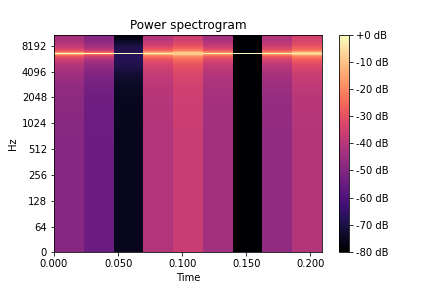 Power spectrogram
8192
4096
2048
1024
512
256
128
64
0
Hz
0.000 0.050 0.100 0.150 0.200
Time
+0 dB
-10 dB
-20 dB
-30 dB
-40 dB
-50 dB
-60 dB
-70 dB
-80 dB